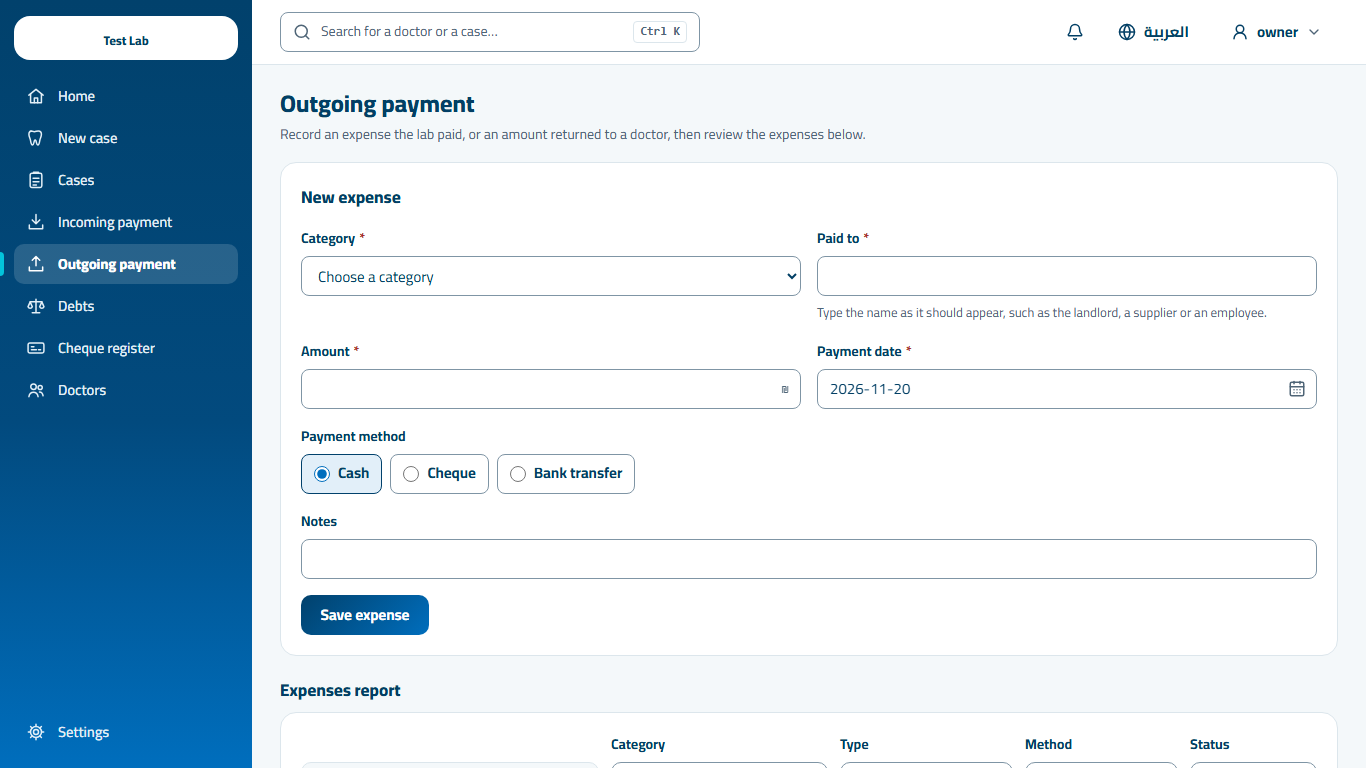 Test Lab
Home
New case
Cases
Incoming payment
Outgoing payment
Debts
Cheque register
Doctors
Settings
Search for a doctor or a case...
Ctrl K
العربية
owner
Outgoing payment
Record an expense the lab paid, or an amount returned to a doctor, then review the expenses below.
New expense
Category *
Paid to *
Choose a category
Type the name as it should appear, such as the landlord, a supplier or an employee.
Amount *
Payment date *
₪
2026-11-20
Payment method
Cash
Cheque
Bank transfer
Notes
Save expense
Expenses report
Category
Type
Method
Status